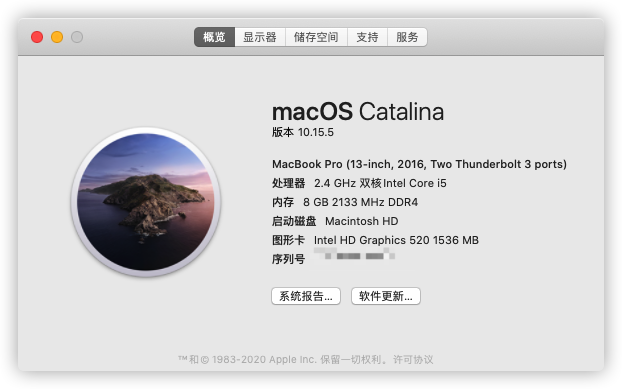 概览 显示器 储存空间 支持 服务
macOS Catalina
版本 10.15.5
MacBook Pro (13-inch, 2016, Two Thunderbolt 3 ports)
处理器 2.4 GHz 双核Intel Core i5
内存 8 GB 2133 MHz DDR4
启动磁盘 Macintosh HD
图形卡 Intel HD Graphics 520 1536 MB
序列号
系统报告... 软件更新...
™和© 1983-2020 Apple Inc. 保留一切权利。许可协议